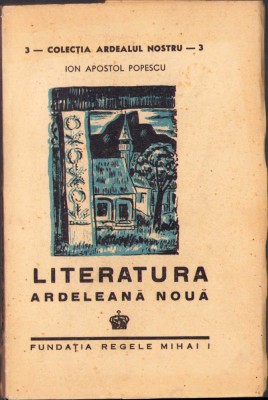 3 — COLECȚIA ARDEALUL NOSTRU — 3
ION APOSTOL POPESCU
LITERATURA
ARDELEANĂ NOUĂ
FUNDAȚIA REGELE MIHAI I